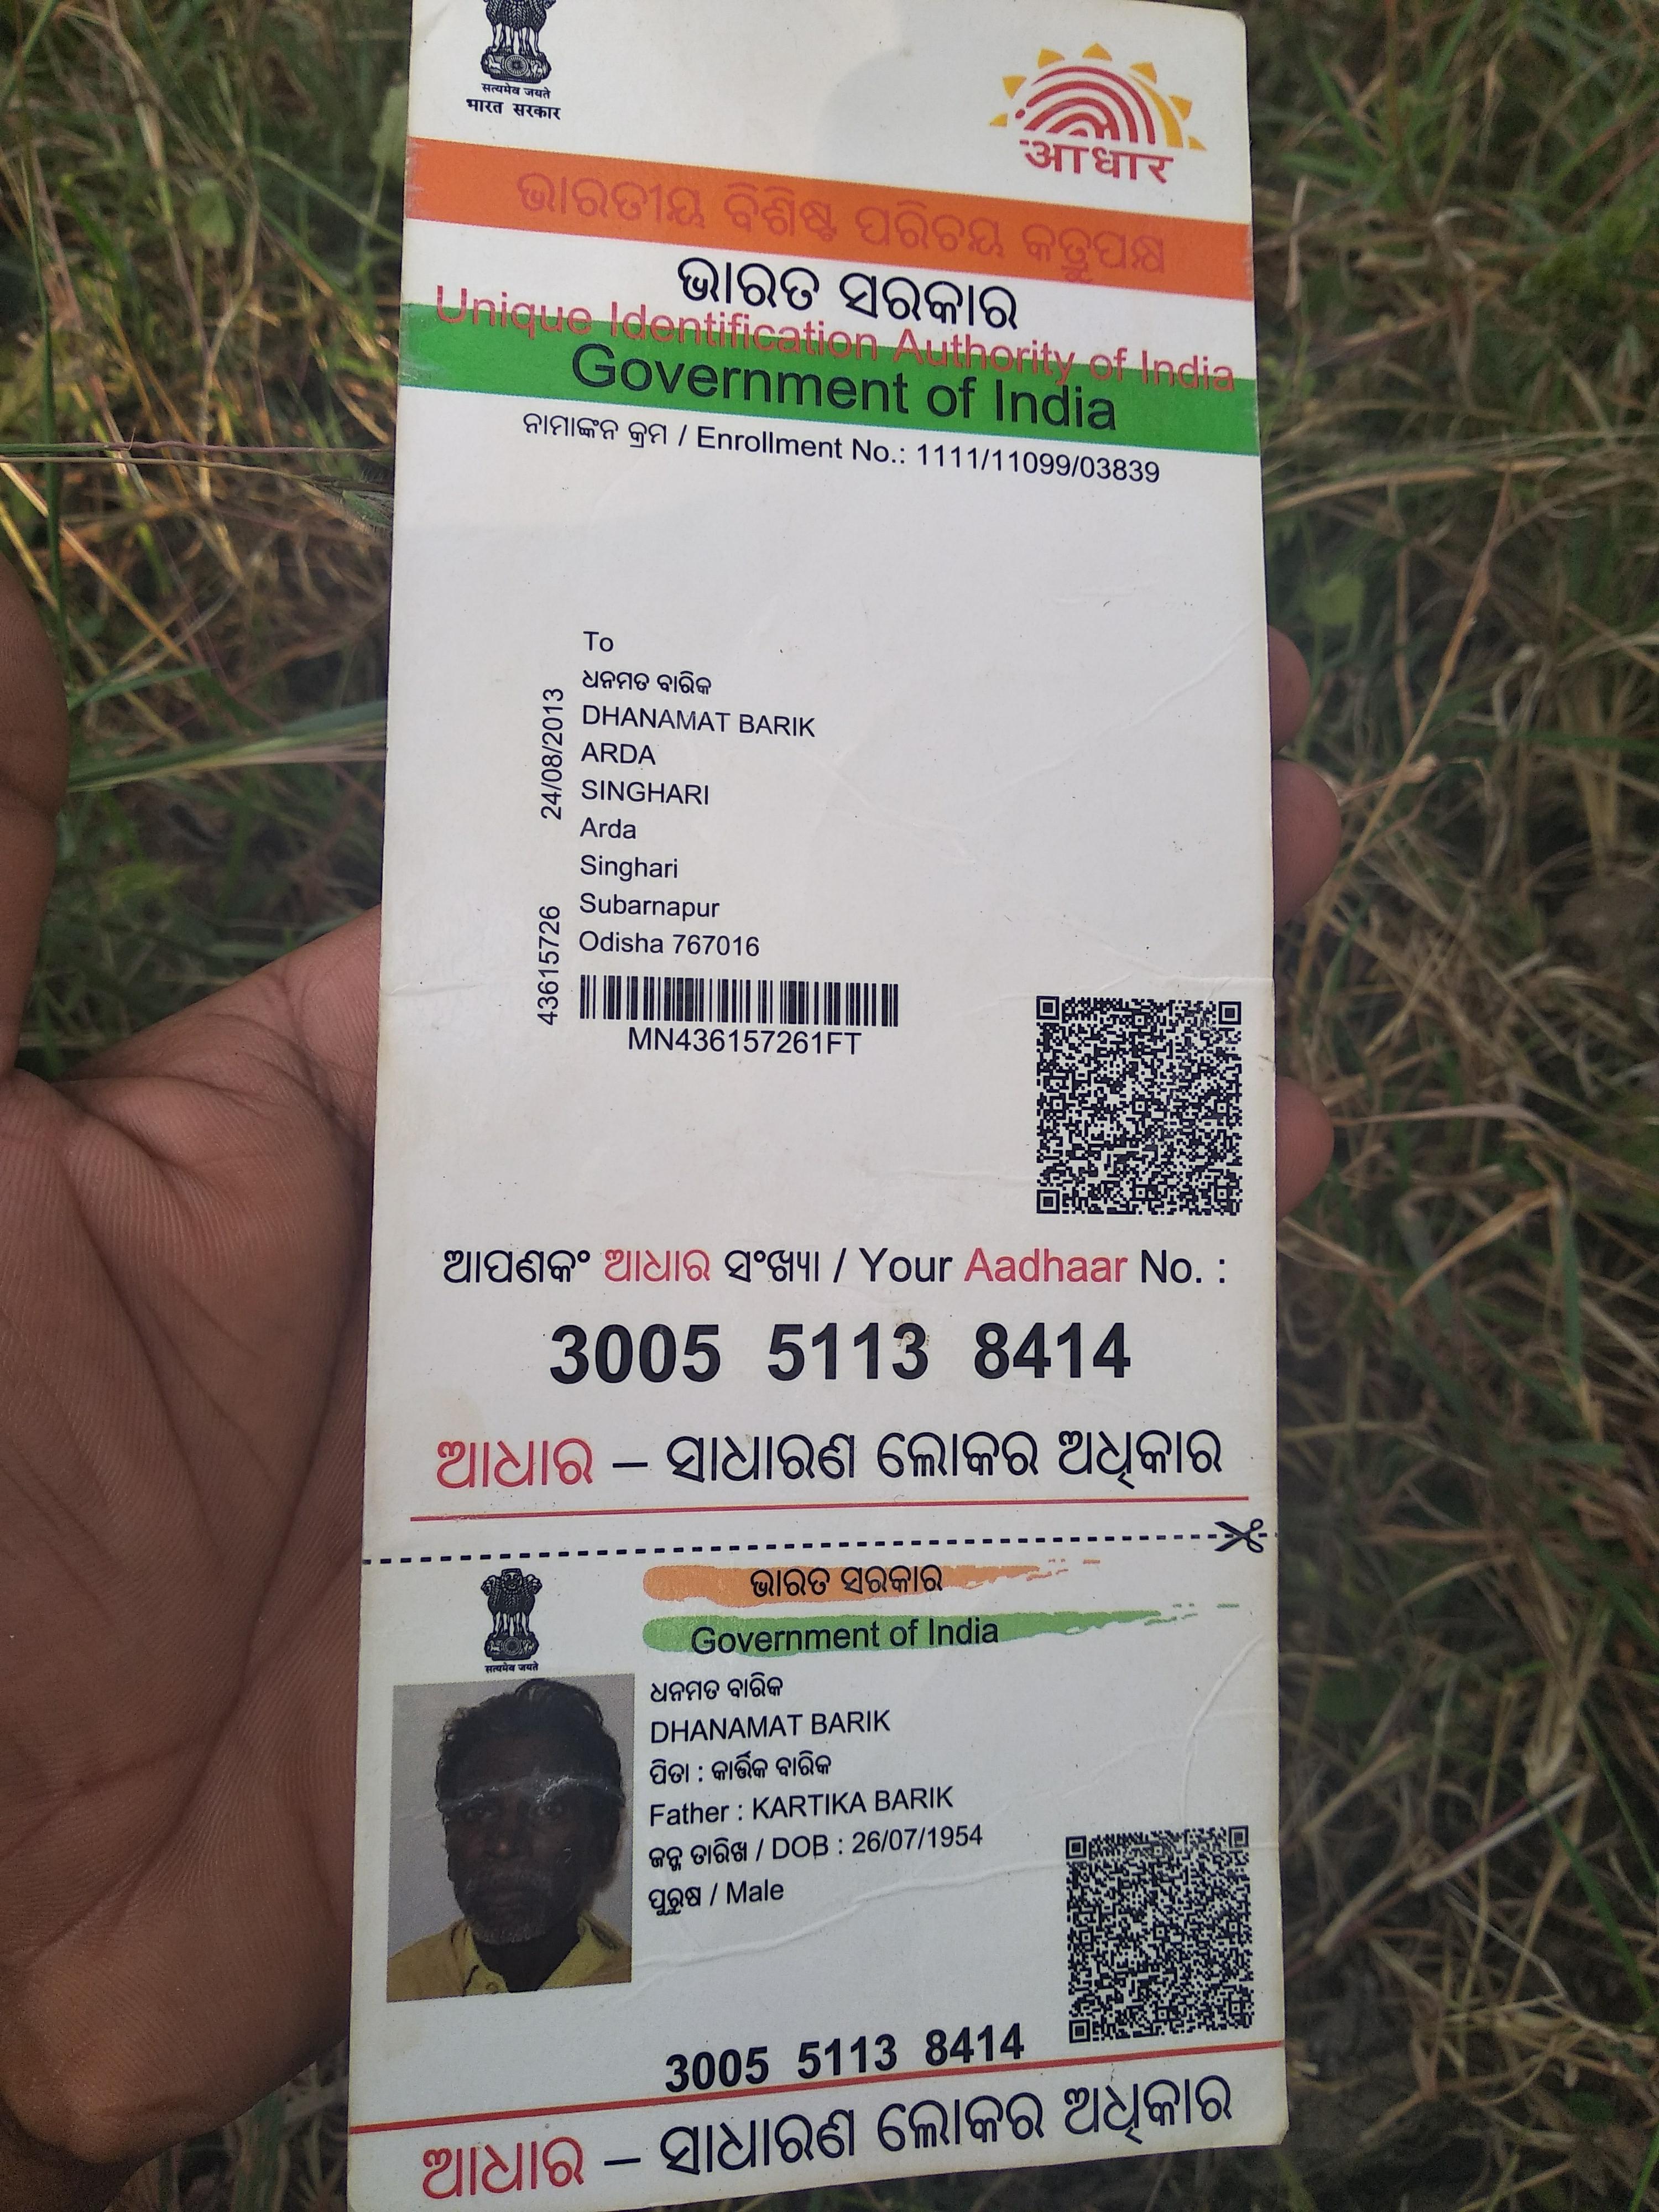 सत्यमेव जयते
भारत सरकार
आधार
ଭାରତୀୟ ବିଶିଷ୍ଟ ପରିଚୟ କତ୍ରୁପକ୍ଷ
ଭାରତ ସରକାର
Unique Identification Authority of India
Government of India
ନାମାଙ୍କନ କ୍ରମ / Enrollment No.: 1111/11099/03839
To
ଧନମତ ବାରିକ
DHANAMAT BARIK
ARDA
SINGHARI
Arda
Singhari
Subarnapur
Odisha 767016
24/08/2013
43615726
MN436157261FT
ଆପଣକଂ ଆଧାର ସଂଖ୍ୟା / Your Aadhaar No. :
3005 5113 8414
ଆଧାର – ସାଧାରଣ ଲୋକର ଅଧିକାର
सत्यमेव जयते
ଭାରତ ସରକାର
Government of India
ଧନମତ ବାରିକ
DHANAMAT BARIK
ପିତା : କାର୍ତ୍ତିକ ବାରିକ
Father : KARTIKA BARIK
ଜନ୍ମ ତାରିଖ / DOB : 26/07/1954
ପୁରୁଷ / Male
3005 5113 8414
ଆଧାର – ସାଧାରଣ ଲୋକର ଅଧିକାର